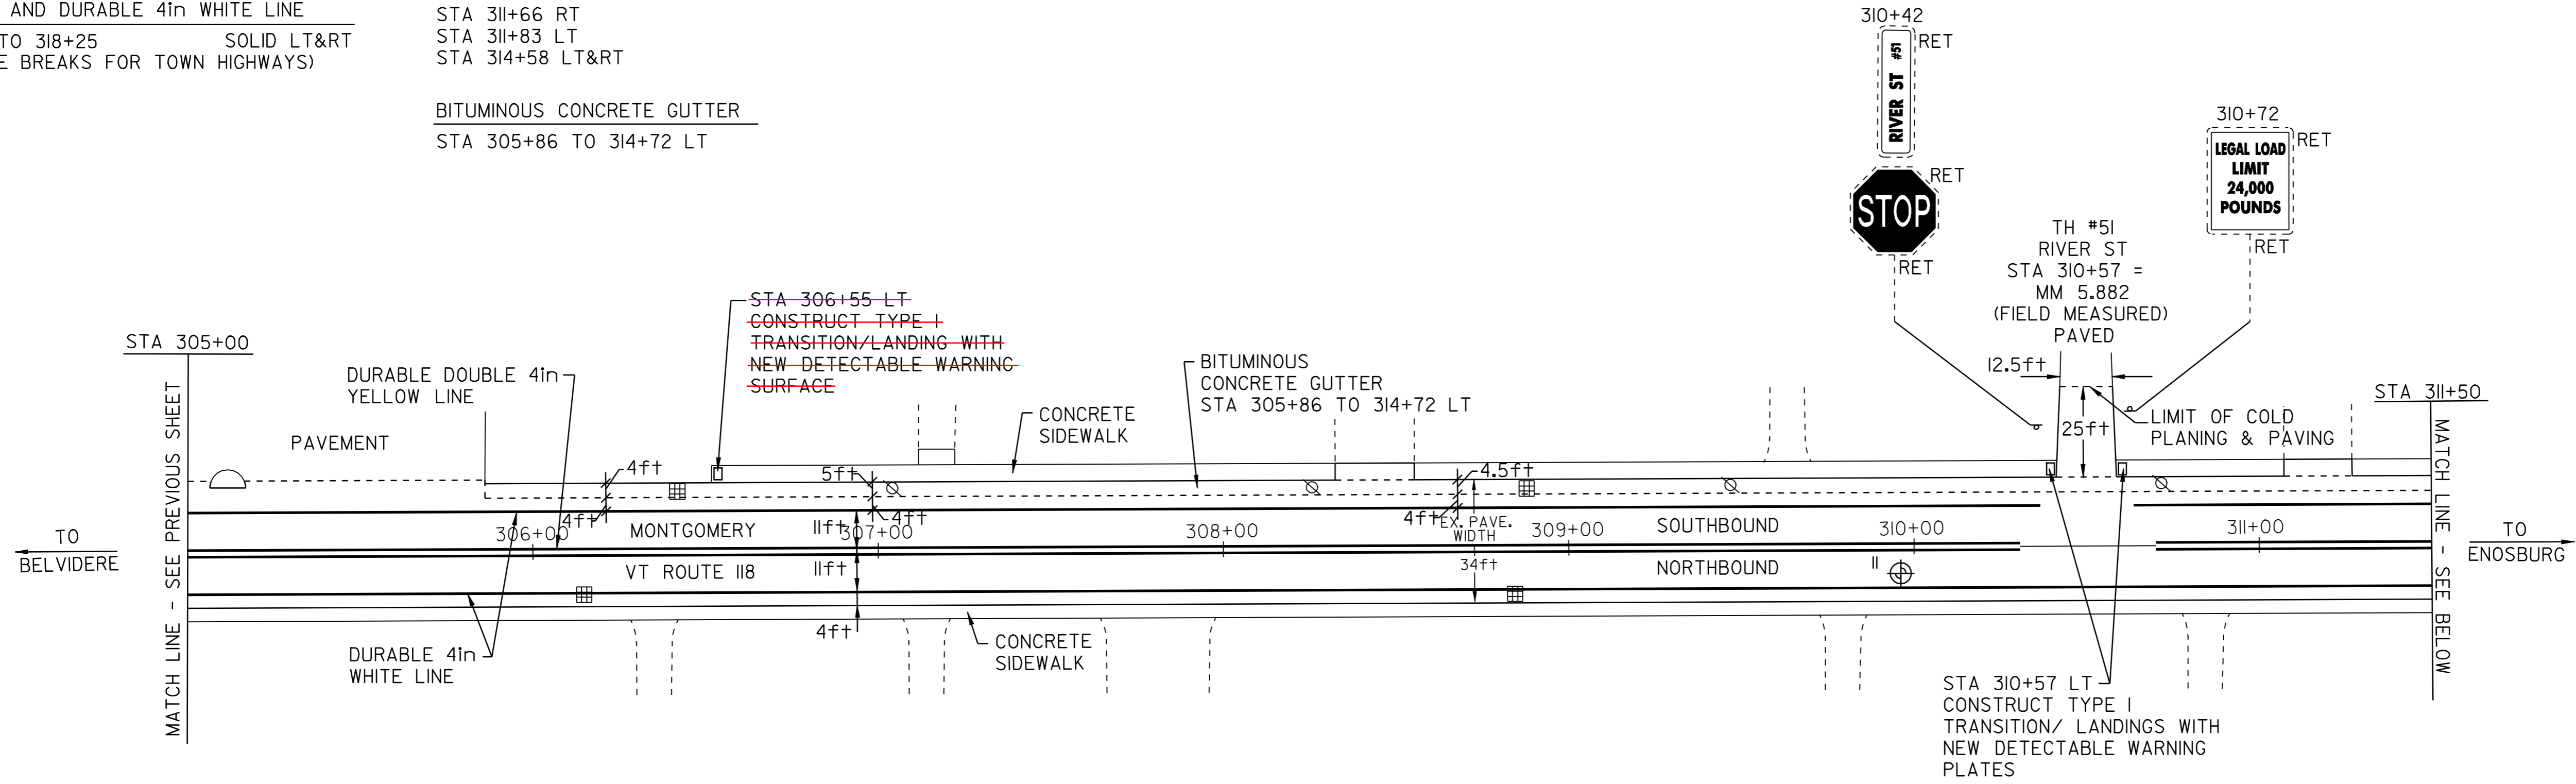 AND DURABLE 4in WHITE LINE
TO 318+25 SOLID LT&RT
E BREAKS FOR TOWN HIGHWAYS)
STA 311+66 RT
STA 311+83 LT
STA 314+58 LT&RT
BITUMINOUS CONCRETE GUTTER
STA 305+86 TO 314+72 LT
310+42
RET
RIVER ST #51
RET
STOP
RET
310+72
RET
LEGAL LOAD
LIMIT
24,000
POUNDS
RET
TH #51
RIVER ST
STA 310+57 =
MM 5.882
(FIELD MEASURED)
PAVED
12.5ft
25ft
LIMIT OF COLD
PLANING & PAVING
STA 311+50
MATCH LINE - SEE BELOW
TO
ENOSBURG
STA 305+00
MATCH LINE - SEE PREVIOUS SHEET
TO
BELVIDERE
PAVEMENT
DURABLE DOUBLE 4in
YELLOW LINE
STA 306+55 LT
CONSTRUCT TYPE 1
TRANSITION/LANDING WITH
NEW DETECTABLE WARNING
SURFACE
CONCRETE
SIDEWALK
BITUMINOUS
CONCRETE GUTTER
STA 305+86 TO 314+72 LT
4ft
4ft
5ft
4ft
4.5ft
4ft
EX. PAVE.
WIDTH
34ft
306+00
MONTGOMERY
11ft
307+00
308+00
309+00
SOUTHBOUND
310+00
311+00
VT ROUTE 118
11ft
NORTHBOUND
11
4ft
DURABLE 4in
WHITE LINE
CONCRETE
SIDEWALK
STA 310+57 LT
CONSTRUCT TYPE 1
TRANSITION/ LANDINGS WITH
NEW DETECTABLE WARNING
PLATES